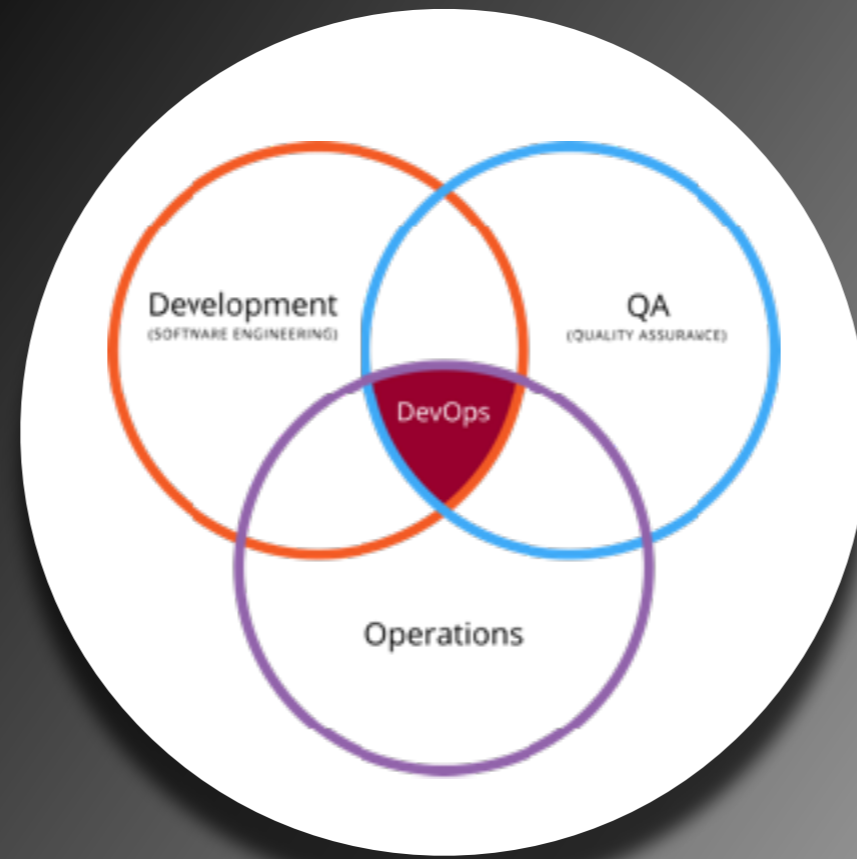 Development
(SOFTWARE ENGINEERING)
QA
(QUALITY ASSURANCE)
DevOps
Operations